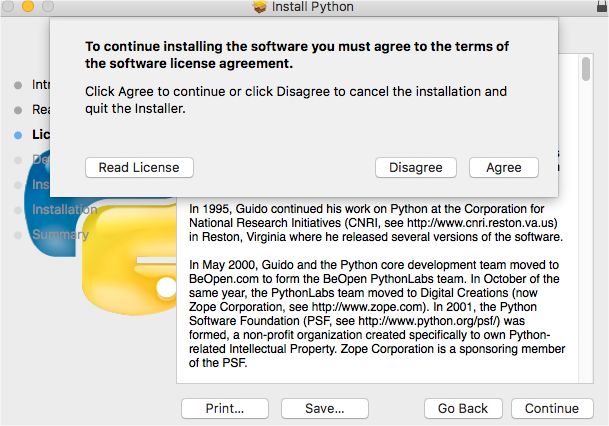 Install Python
To continue installing the software you must agree to the terms of
the software license agreement.
Click Agree to continue or click Disagree to cancel the installation and
quit the Installer.
Read License
Disagree
Agree
Installation
Summary
In 1995, Guido continued his work on Python at the Corporation for
National Research Initiatives (CNRI, see http://www.cnri.reston.va.us)
in Reston, Virginia where he released several versions of the software.
In May 2000, Guido and the Python core development team moved to
BeOpen.com to form the BeOpen PythonLabs team. In October of the
same year, the PythonLabs team moved to Digital Creations (now
Zope Corporation, see http://www.zope.com). In 2001, the Python
Software Foundation (PSF, see http://www.python.org/psf/) was
formed, a non-profit organization created specifically to own Python-
related Intellectual Property. Zope Corporation is a sponsoring member
of the PSF.
Print...
Save...
Go Back
Continue